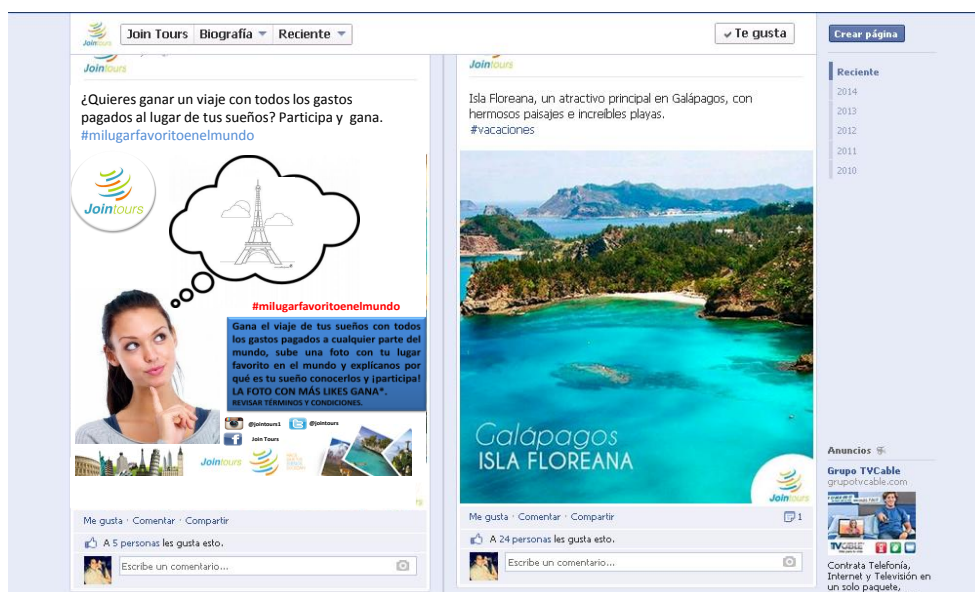 Join Tours Biografía Reciente
Te gusta
Crear página
Reciente
2014
2013
2012
2011
2010
Jointours
¿Quieres ganar un viaje con todos los gastos
pagados al lugar de tus sueños? Participa y gana.
#milugarfavoritoenelmundo
Jointours
#milugarfavoritoenelmundo
Gana el viaje de tus sueños con todos
los gastos pagados a cualquier parte del
mundo, sube una foto con tu lugar
favorito en el mundo y explícanos por
qué es tu sueño conocerlos y ¡participa!
LA FOTO CON MÁS LIKES GANA*.
REVISAR TÉRMINOS Y CONDICIONES.
@jointours1 @jointours
Join Tours
Jointours
Me gusta · Comentar · Compartir
A 5 personas les gusta esto.
Escribe un comentario...
Jointours
Isla Floreana, un atractivo principal en Galápagos, con
hermosos paisajes e increíbles playas.
#vacaciones
Galápagos
ISLA FLOREANA
Jointours
Me gusta · Comentar · Compartir 1
A 24 personas les gusta esto.
Escribe un comentario...
Anuncios
Grupo TVCable
grupotvcable.com
TVCABLE
Contrata Telefonía,
Internet y Televisión en
un solo paquete,